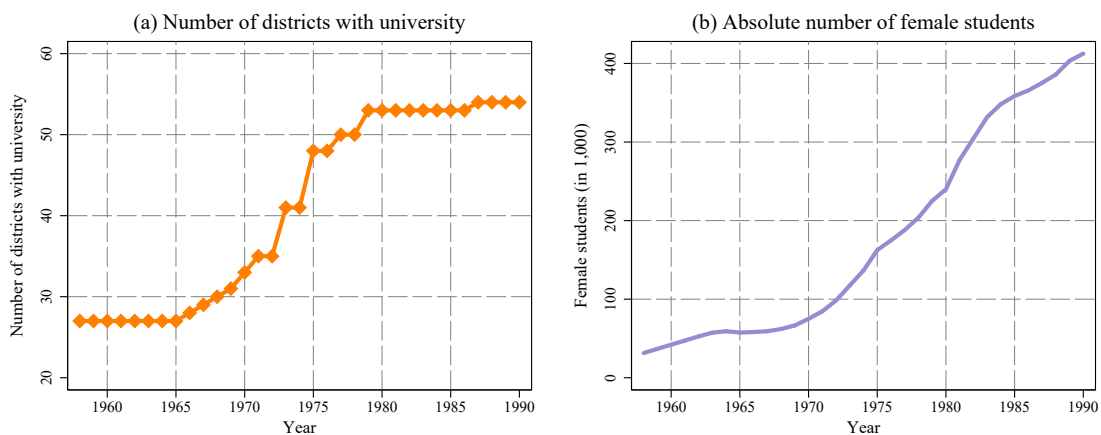 (a) Number of districts with university
Number of districts with university
60
50
40
30
20
1960 1965 1970 1975 1980 1985 1990
Year
(b) Absolute number of female students
Female students (in 1,000)
400
300
200
100
0
1960 1965 1970 1975 1980 1985 1990
Year